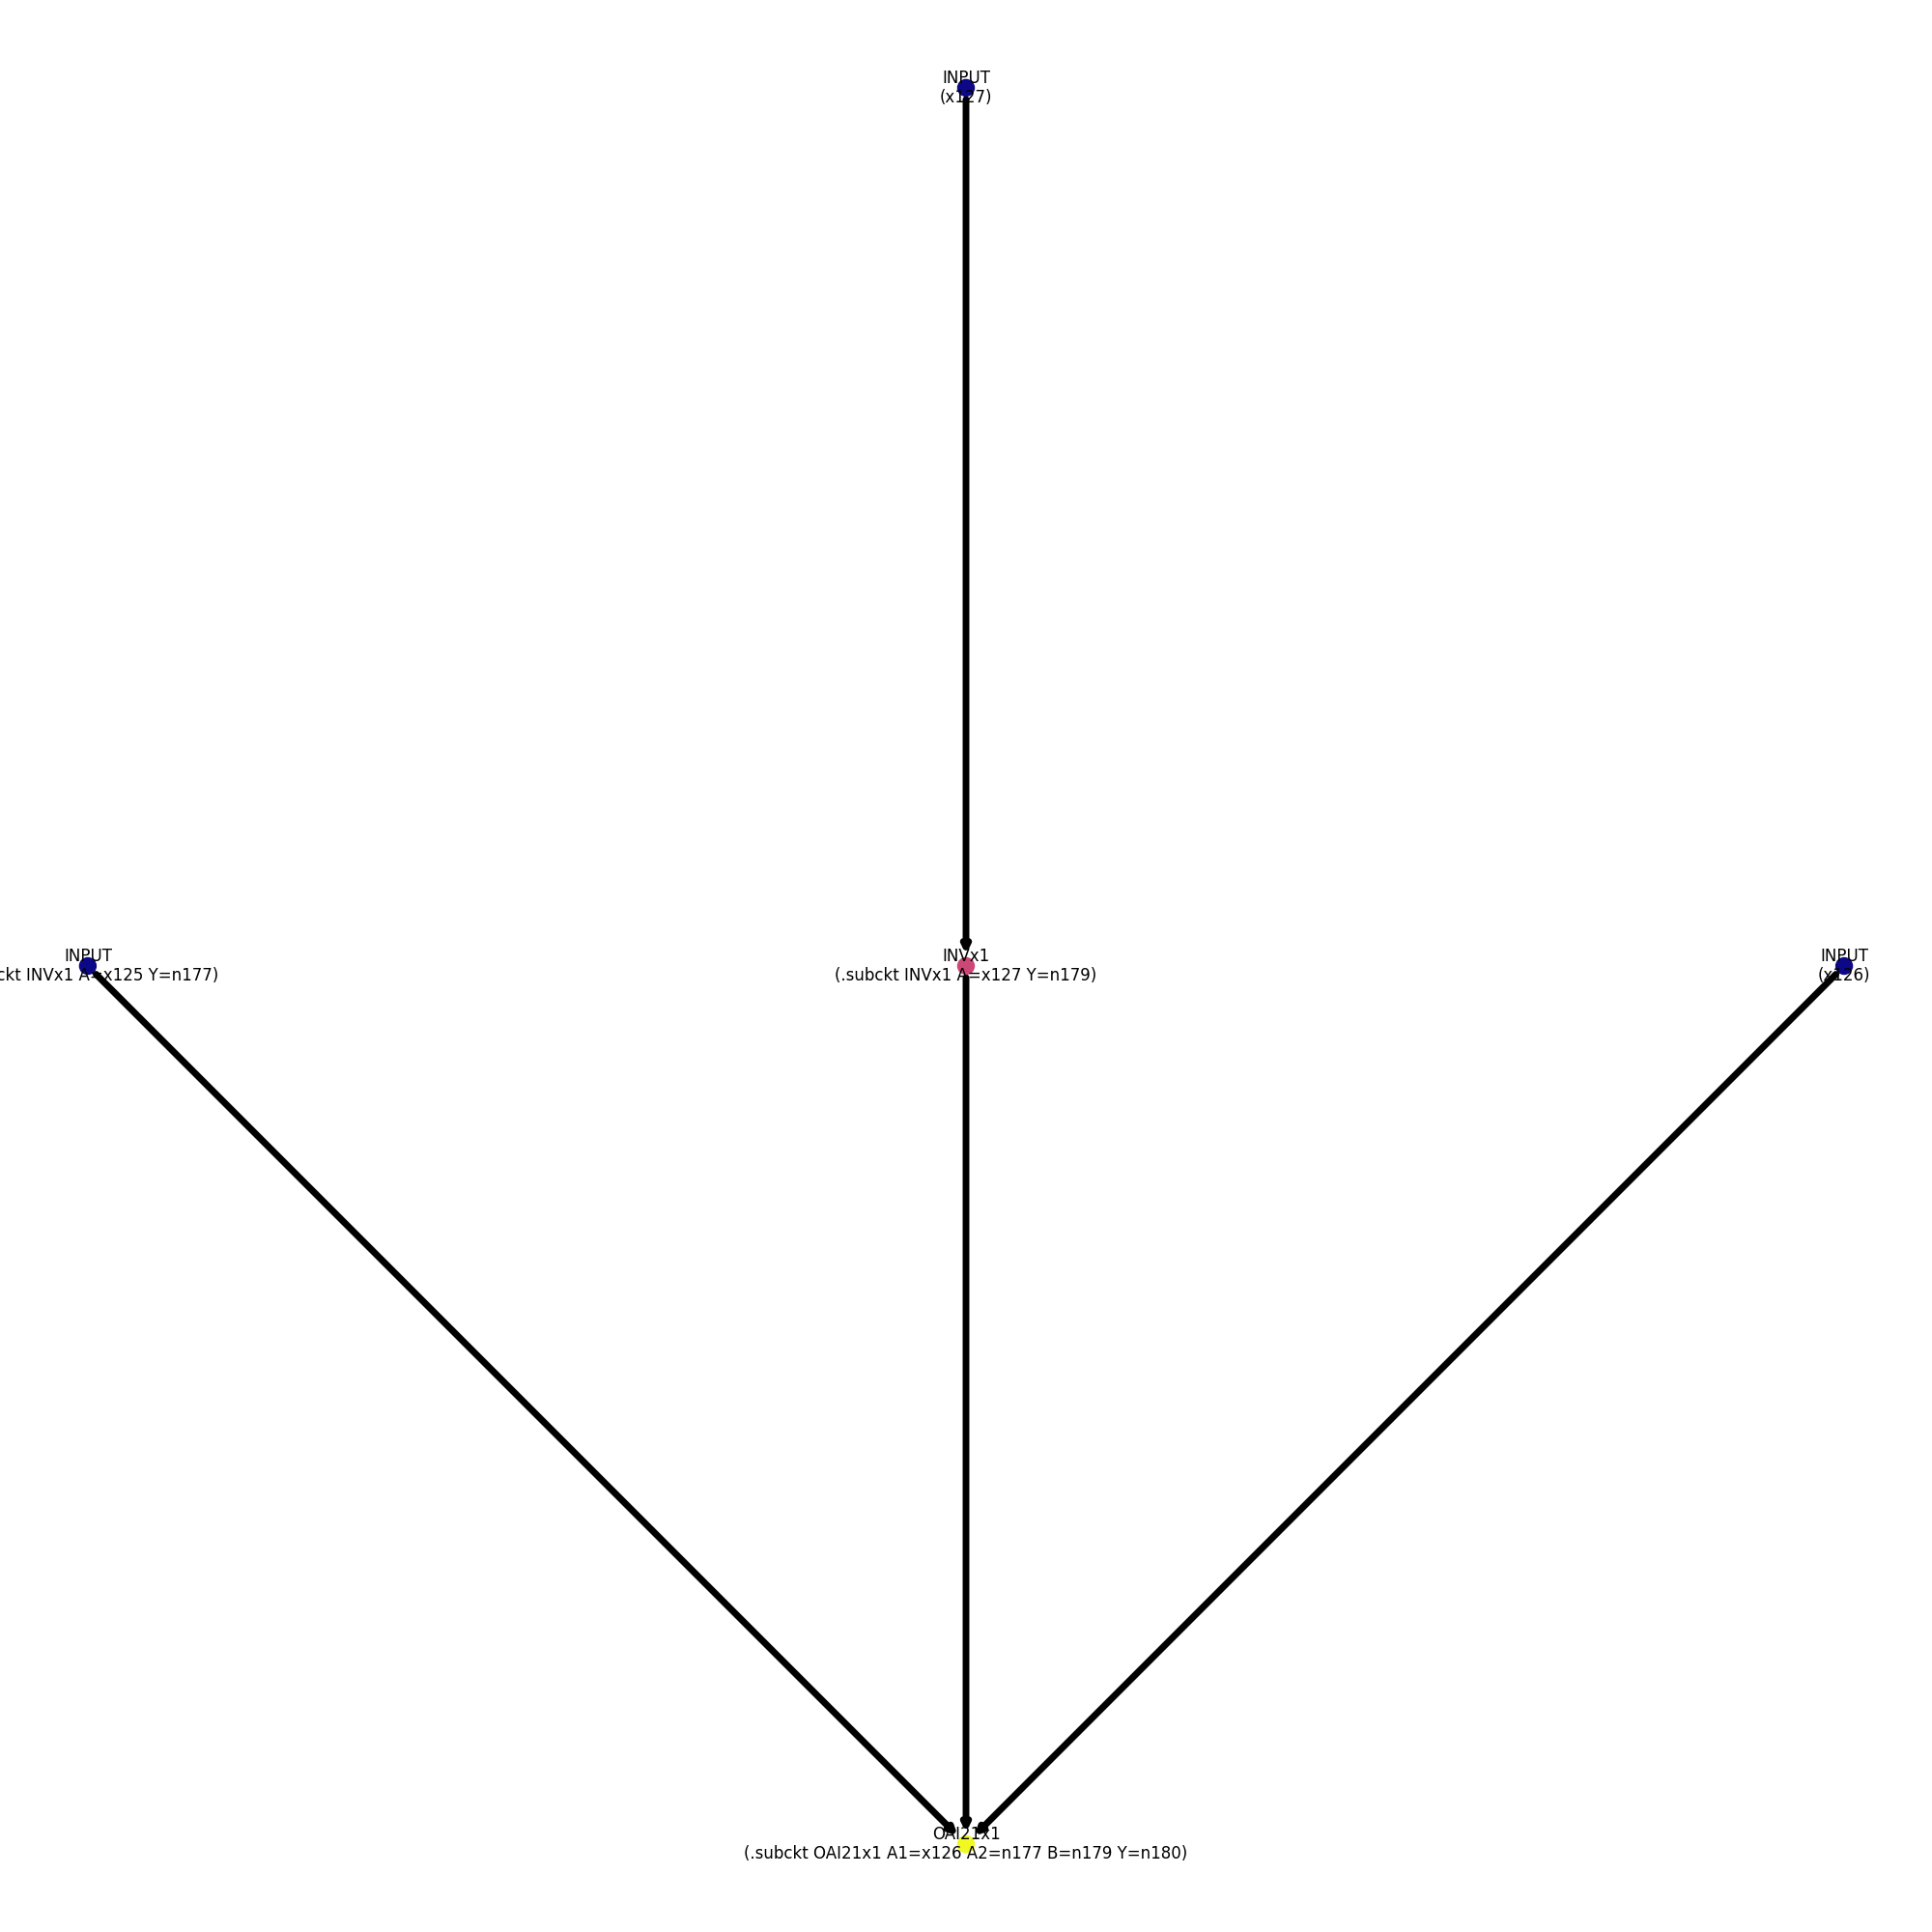 INPUT
(x127)
INPUT
ckt INVx1 A=x125 Y=n177)
INVx1
(.subckt INVx1 A=x127 Y=n179)
INPUT
(x126)
OAI21x1
(.subckt OAI21x1 A1=x126 A2=n177 B=n179 Y=n180)